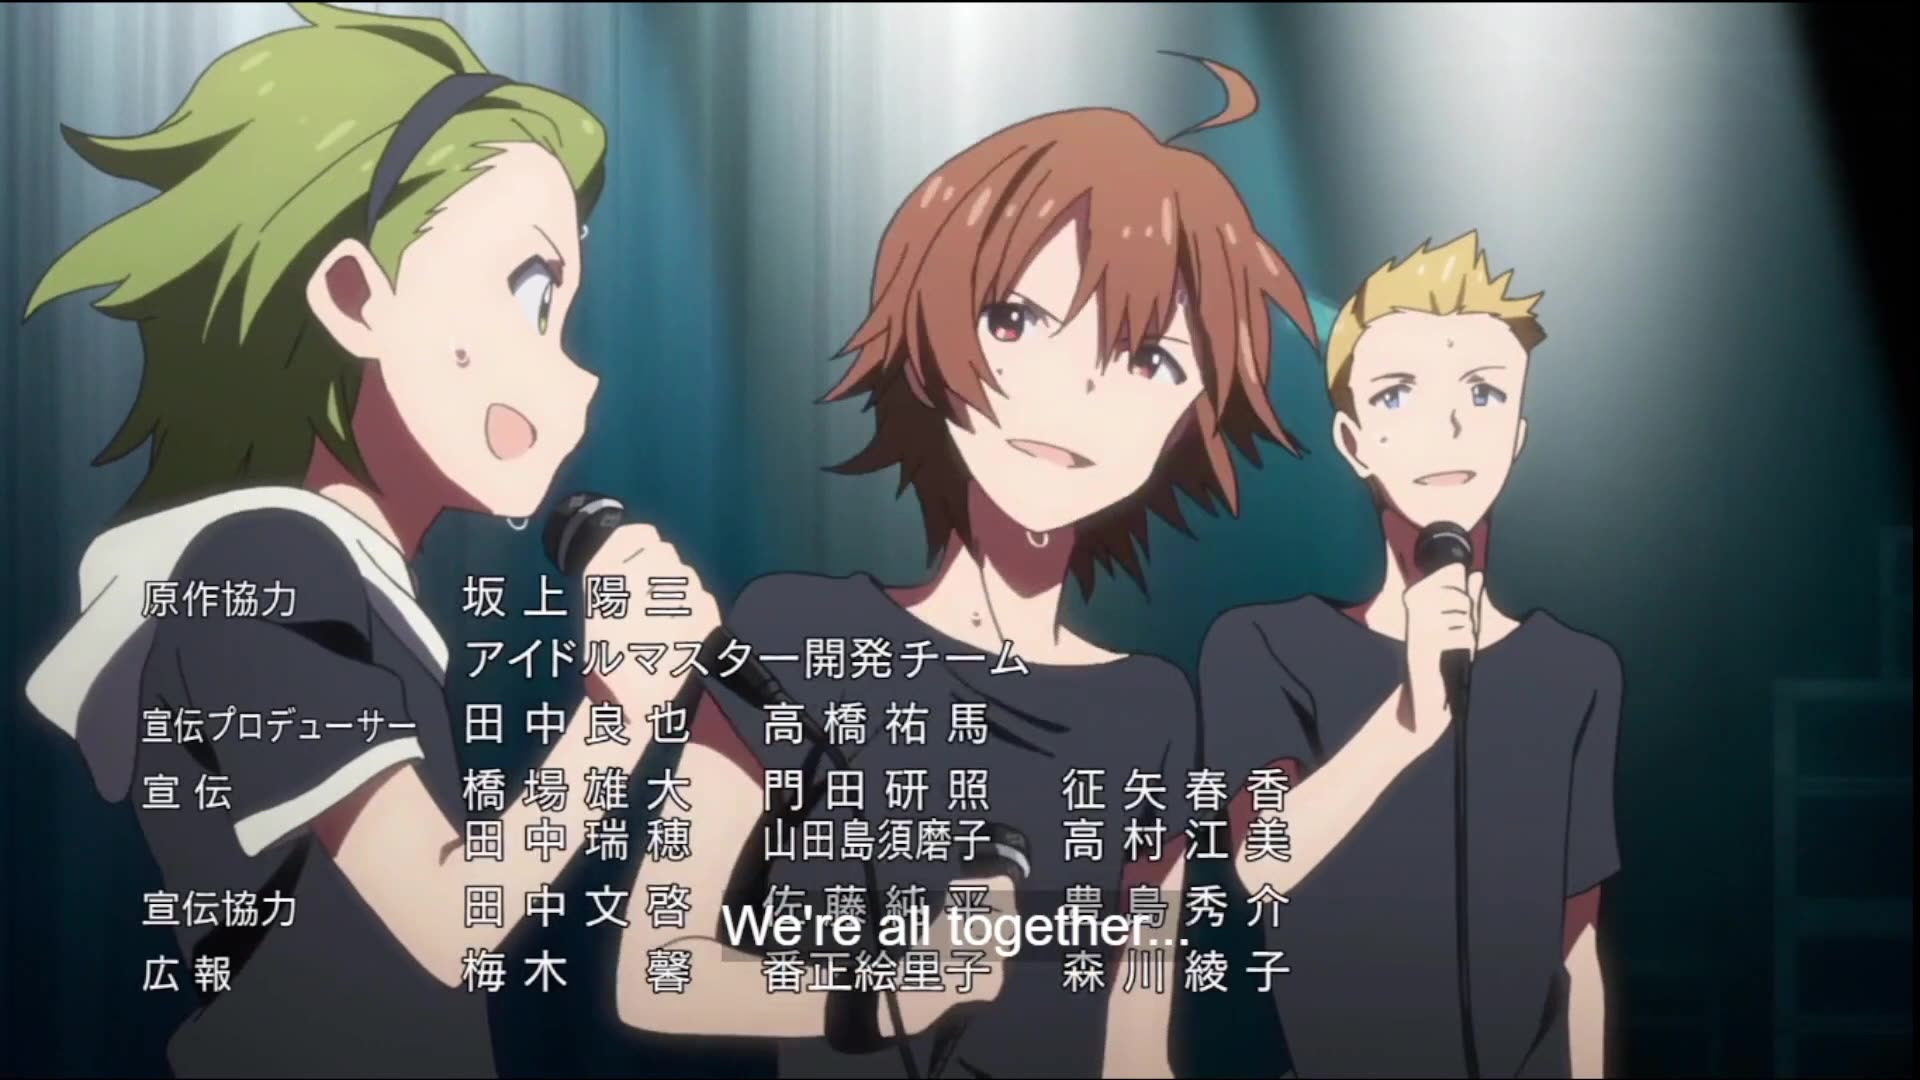 原作協力 坂上陽三
アイドルマスター開発チーム
宣伝プロデューサー 田中良也 高橋祐馬
宣伝 橋場雄大 門田研照 征矢春香
田中瑞穂 山田島須磨子 高村江美
宣伝協力 田中文啓 佐藤純平 豊島秀介
We're all together...
広報 梅木馨 番正絵里子 森川綾子